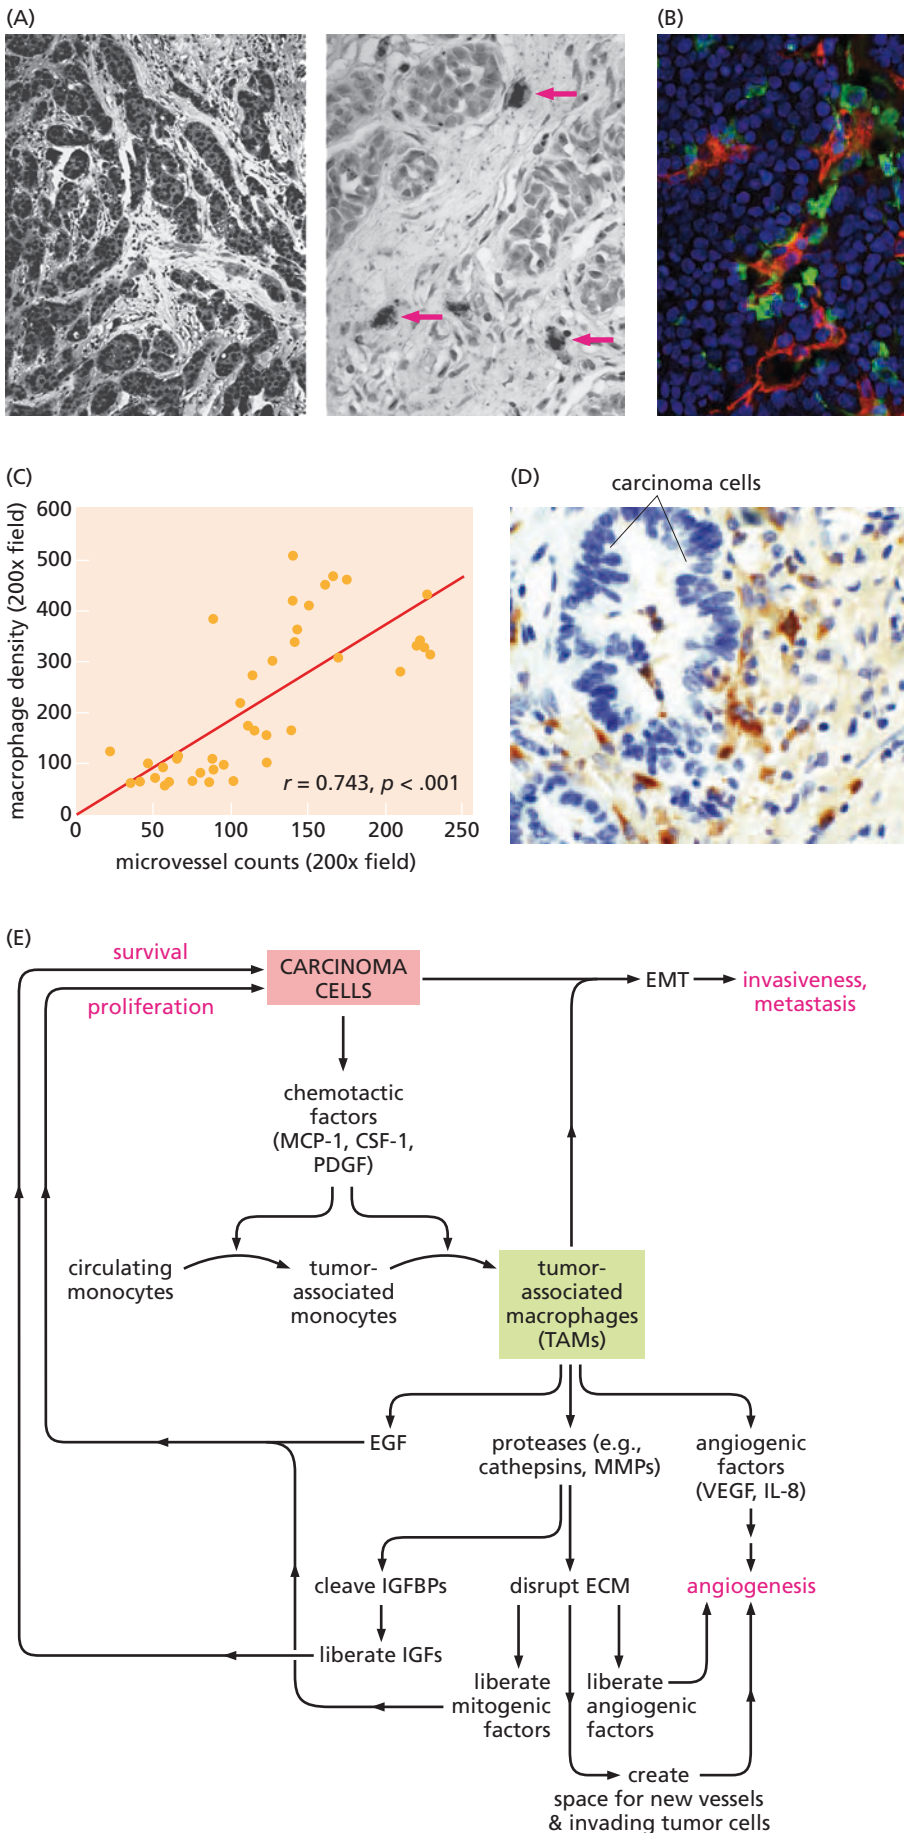 (A)
(B)
(C)
macrophage density (200x field)
600
500
400
300
200
100
0
0
50
100
150
200
250
r = 0.743, p < .001
microvessel counts (200x field)
(D)
carcinoma cells
(E)
survival
proliferation
CARCINOMA
CELLS
EMT
invasiveness,
metastasis
chemotactic
factors
(MCP-1, CSF-1,
PDGF)
circulating
monocytes
tumor-
associated
monocytes
tumor-
associated
macrophages
(TAMs)
EGF
proteases (e.g.,
cathepsins, MMPs)
angiogenic
factors
(VEGF, IL-8)
cleave IGFBPs
disrupt ECM
angiogenesis
liberate IGFs
liberate
mitogenic
factors
liberate
angiogenic
factors
create
space for new vessels
& invading tumor cells